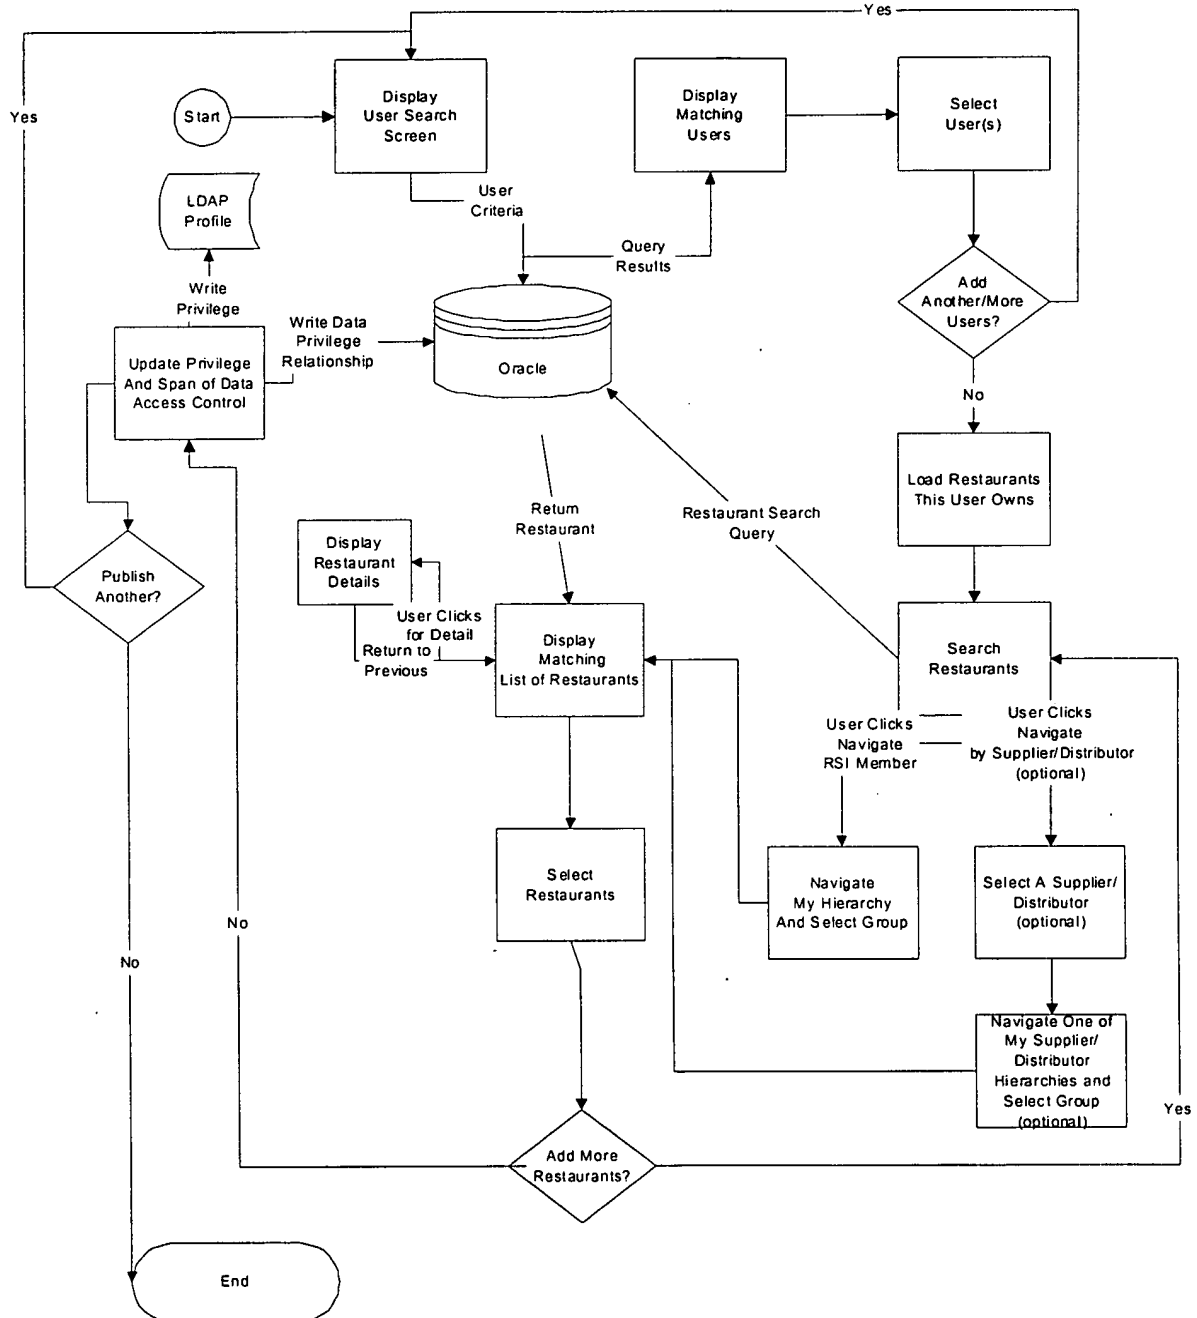 Yes
Yes
Start
Display
User Search
Screen
Display
Matching
Users
Select
User(s)
LDAP
Profile
User
Criteria
Query
Results
Add
Another/More
Users?
Write
Privilege
Write Data
Privilege
Relationship
Update Privilege
And Span of Data
Access Control
Oracle
No
Load Restaurants
This User Owns
Return
Restaurant
Restaurant Search
Query
Display
Restaurant
Details
Publish
Another?
User Clicks
for Detail
Return to
Previous
Display
Matching
List of Restaurants
Search
Restaurants
User Clicks
Navigate
RSI Member
User Clicks
Navigate
by Supplier/Distributor
(optional)
Select
Restaurants
Navigate
My Hierarchy
And Select Group
Select A Supplier/
Distributor
(optional)
No
No
Navigate One of
My Supplier/
Distributor
Hierarchies and
Select Group
(optional)
Yes
Add More
Restaurants?
End